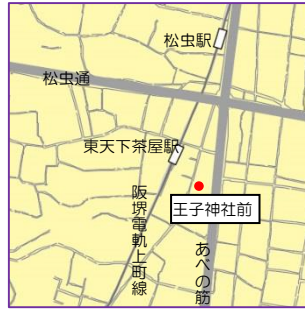 松虫駅
松虫通
東天下茶屋駅
王子神社前
阪堺電軌上町線
あべの筋